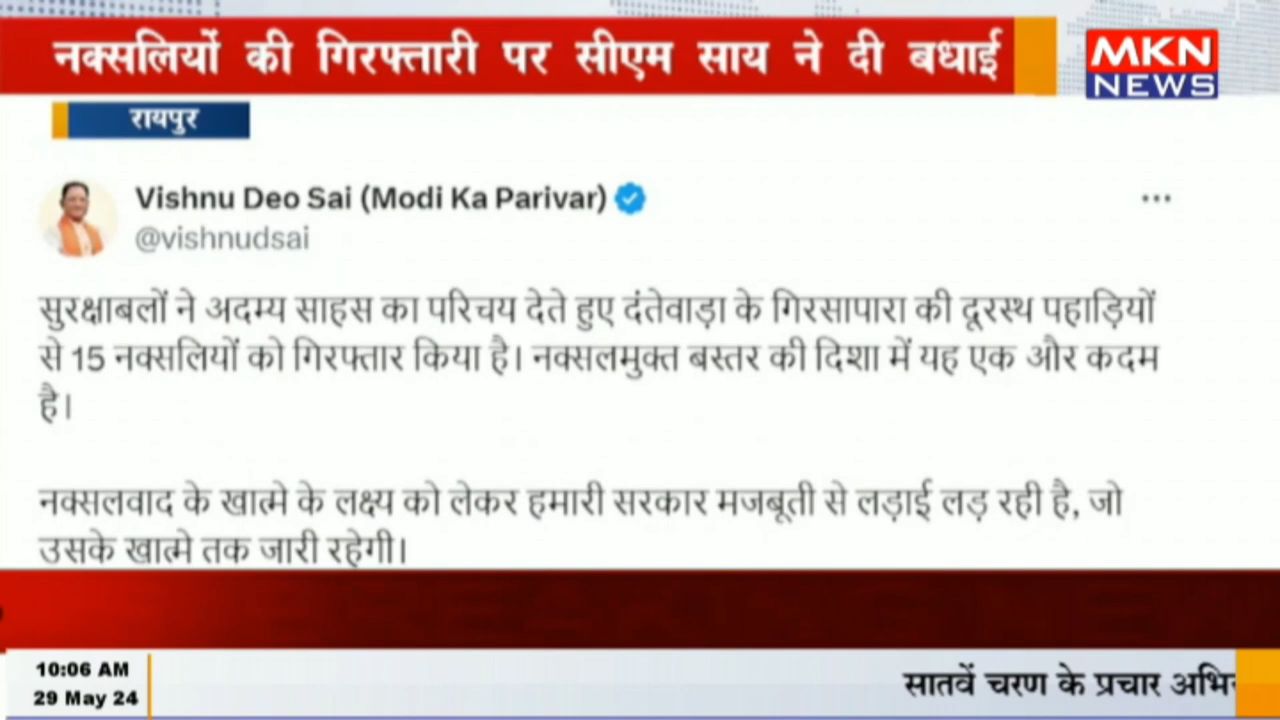 नक्सलियों की गिरफ्तारी पर सीएम साय ने दी बधाई
MKN
NEWS
रायपुर
Vishnu Deo Sai (Modi Ka Parivar)
@vishnudsai
सुरक्षाबलों ने अदम्य साहस का परिचय देते हुए दंतेवाड़ा के गिरसापारा की दूरस्थ पहाड़ियों
से 15 नक्सलियों को गिरफ्तार किया है। नक्सलमुक्त बस्तर की दिशा में यह एक और कदम
है।
नक्सलवाद के खात्मे के लक्ष्य को लेकर हमारी सरकार मजबूती से लड़ाई लड़ रही है, जो
उसके खात्मे तक जारी रहेगी।
10:06 AM
29 May 24
सातवें चरण के प्रचार